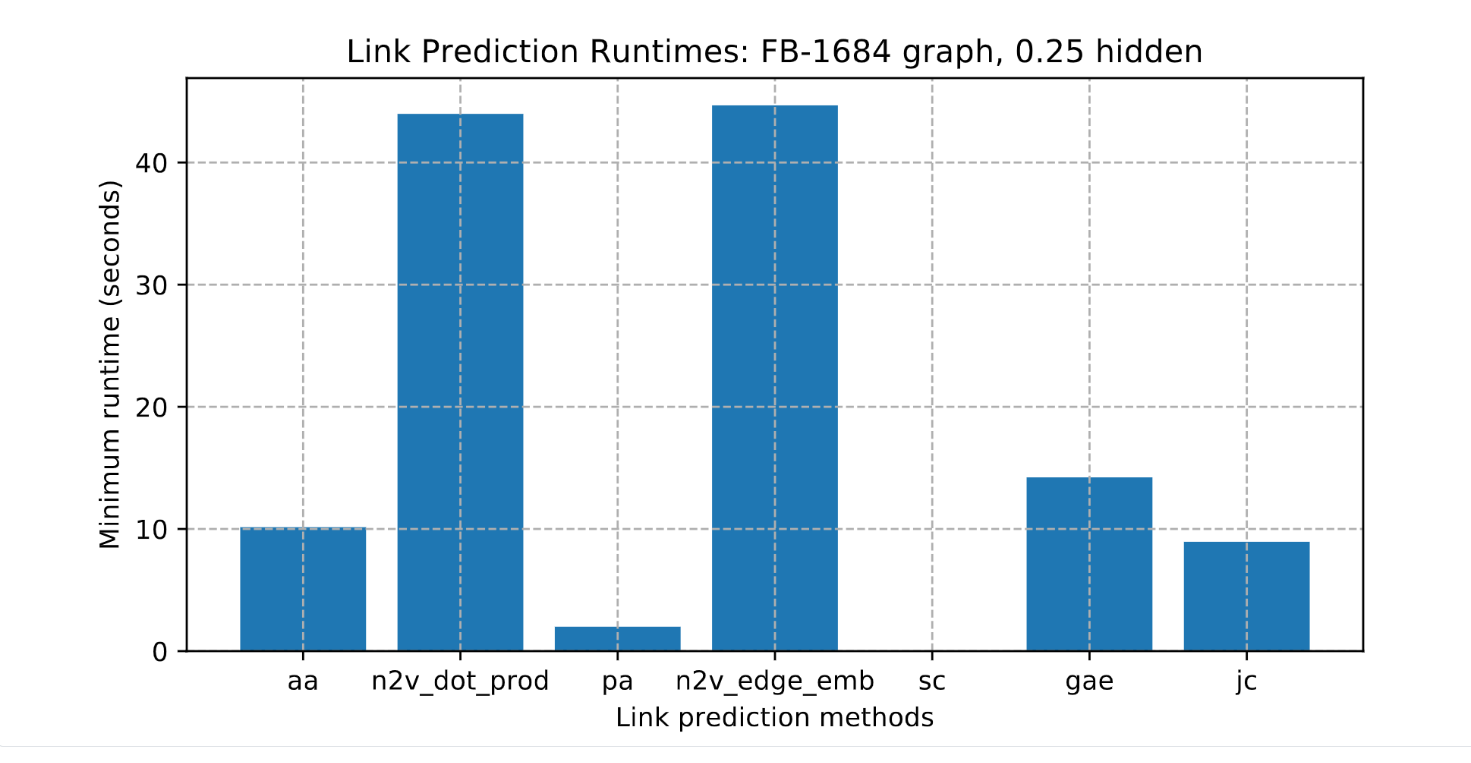 Link Prediction Runtimes: FB-1684 graph, 0.25 hidden
Minimum runtime (seconds)
40
30
20
10
0
aa n2v_dot_prod pa n2v_edge_emb sc gae jc
Link prediction methods